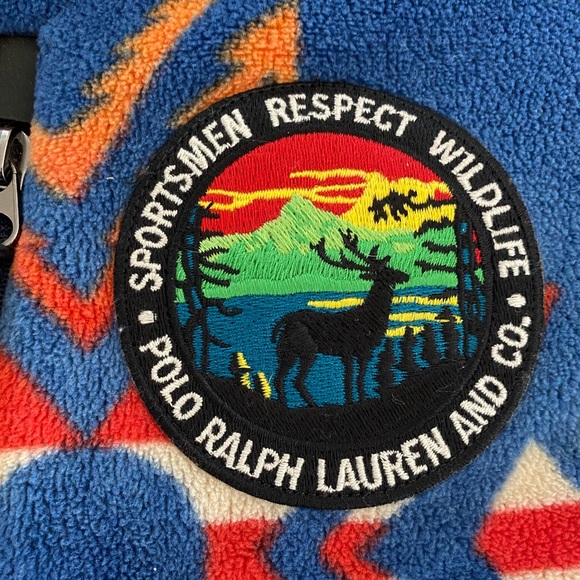 SPORTSMEN RESPECT WILDLIFE
POLO RALPH LAUREN AND CO.